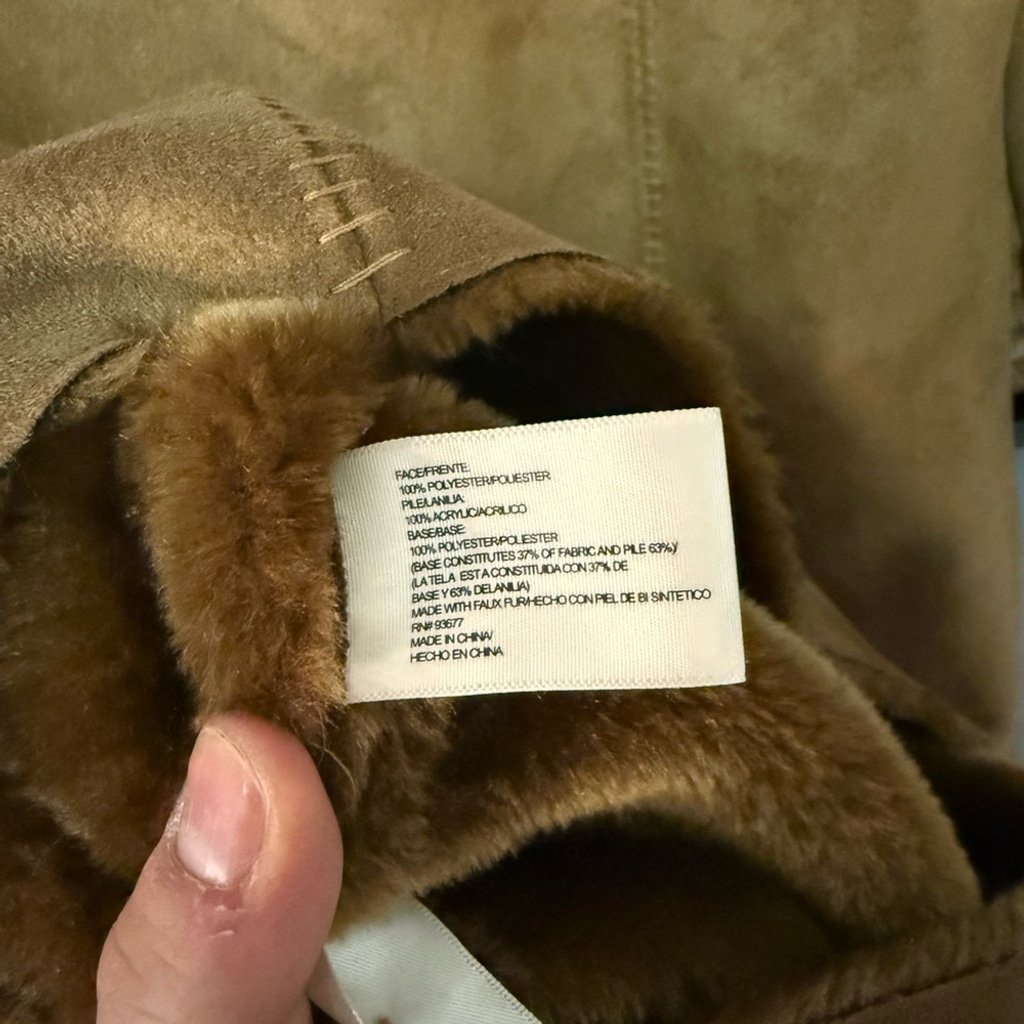 FACE/FRENTE:
100% POLYESTER/POLIESTER
PILE/LANILIA:
100% ACRYLIC/ACRILICO
BASE/BASE:
100% POLYESTER/POLIESTER
(BASE CONSTITUTES 37% OF FABRIC AND PILE 63%)/
(LA TELA ESTA CONSTITUIDA CON 37% DE
BASE Y 63% DELANILIA)
MADE WITH FAUX FUR/HECHO CON PIEL DE BI SINTETICO
RN# 93677
MADE IN CHINA/
HECHO EN CHINA